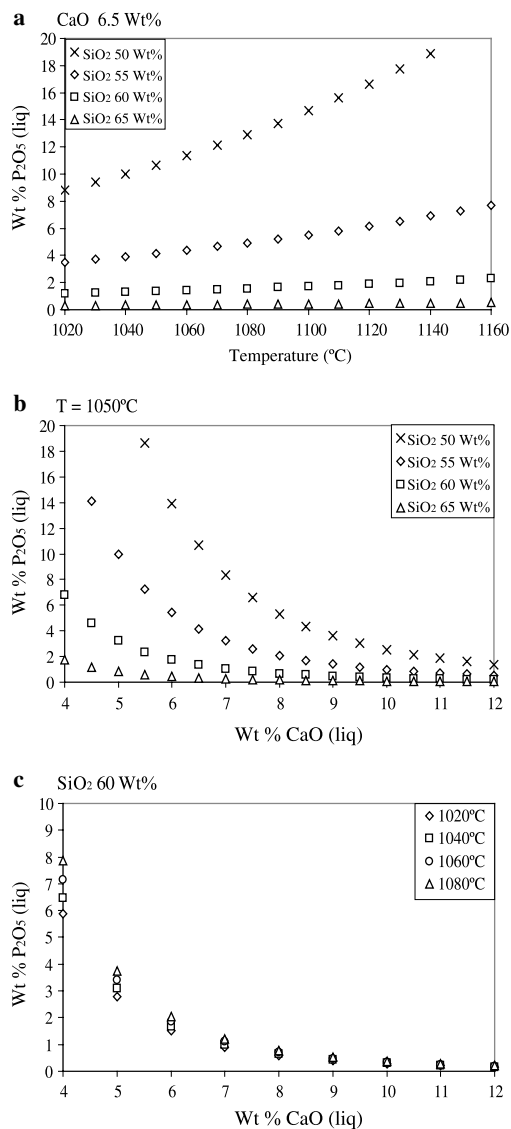 a CaO 6.5 Wt%
20
18
16
14
12
10
8
6
4
2
0
Wt % P2O5 (liq)
SiO2 50 Wt%
SiO2 55 Wt%
SiO2 60 Wt%
SiO2 65 Wt%
1020 1040 1060 1080 1100 1120 1140 1160
Temperature (ºC)
b T = 1050ºC
20
18
16
14
12
10
8
6
4
2
0
Wt % P2O5 (liq)
SiO2 50 Wt%
SiO2 55 Wt%
SiO2 60 Wt%
SiO2 65 Wt%
4 5 6 7 8 9 10 11 12
Wt % CaO (liq)
c SiO2 60 Wt%
10
9
8
7
6
5
4
3
2
1
0
Wt % P2O5 (liq)
1020ºC
1040ºC
1060ºC
1080ºC
4 5 6 7 8 9 10 11 12
Wt % CaO (liq)